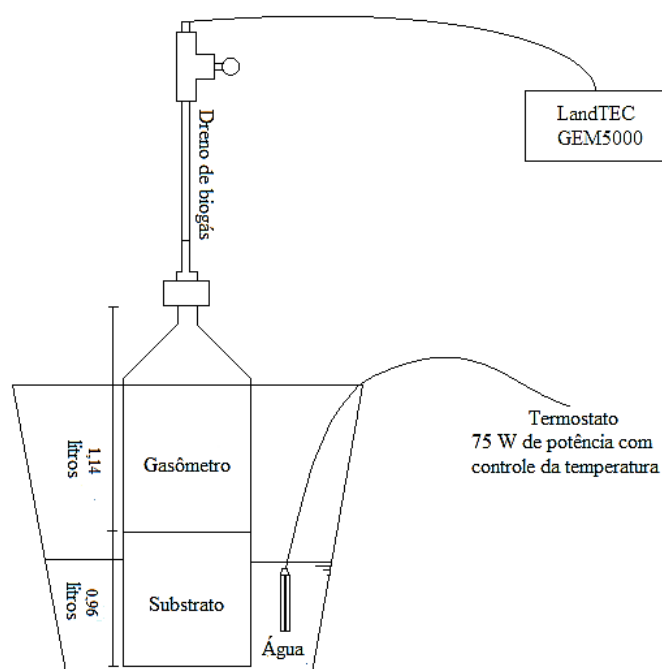 LandTEC
GEM5000
Dreno de biogás
Termostato
75 W de potência com
controle da temperatura
1,14
litros
Gasômetro
0,96
litros
Substrato
Água